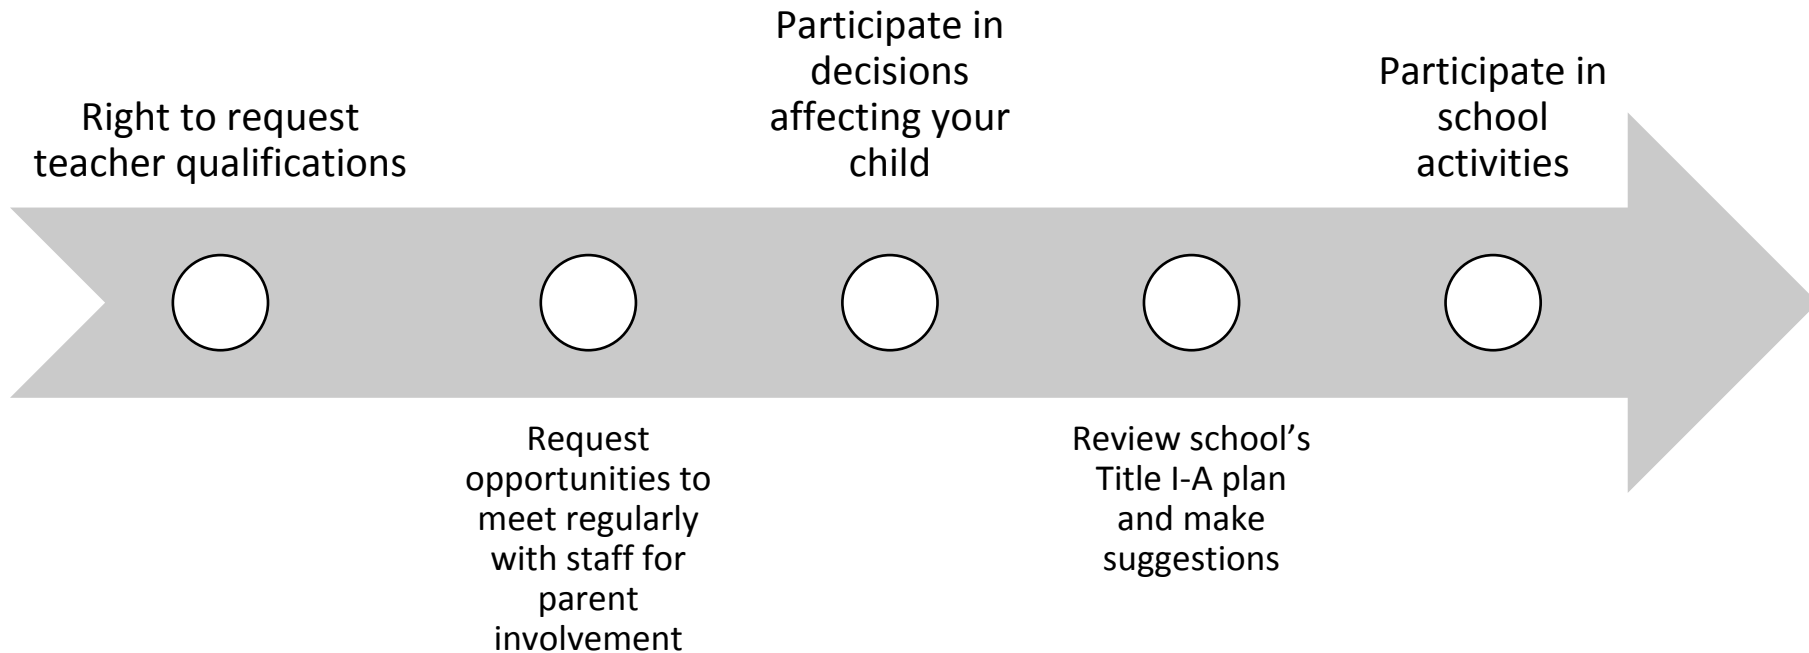 Right to request
teacher qualifications
Request
opportunities to
meet regularly
with staff for
parent
involvement
Participate in
decisions
affecting your
child
Review school’s
Title I-A plan
and make
suggestions
Participate in
school
activities